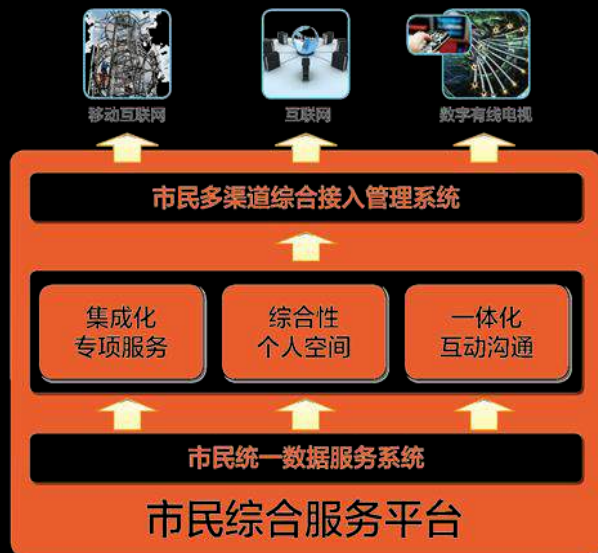 移动互联网
互联网
数字有线电视
市民多渠道综合接入管理系统
集成化
专项服务
综合性
个人空间
一体化
互动沟通
市民统一数据服务系统
市民综合服务平台